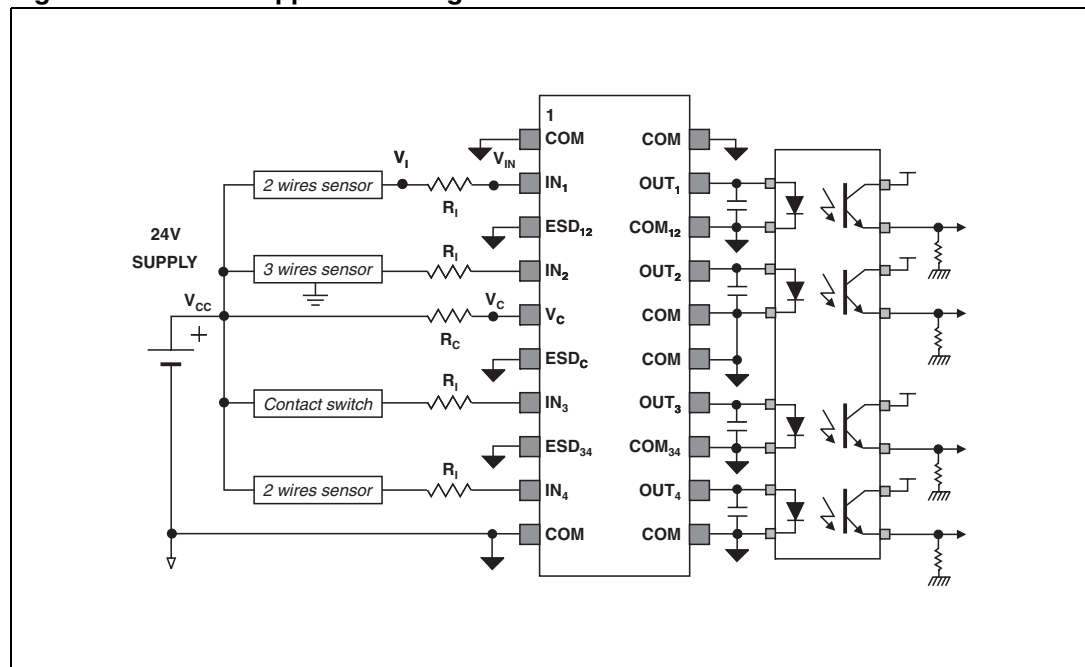 1
COM
COM
V_I
V_IN
2 wires sensor
IN_1
OUT_1
R_I
24V
SUPPLY
ESD_12
COM_12
3 wires sensor
R_I
IN_2
OUT_2
V_CC
+
V_C
R_C
V_C
COM
ESD_C
COM
Contact switch
R_I
IN_3
OUT_3
ESD_34
COM_34
2 wires sensor
R_I
IN_4
OUT_4
COM
COM